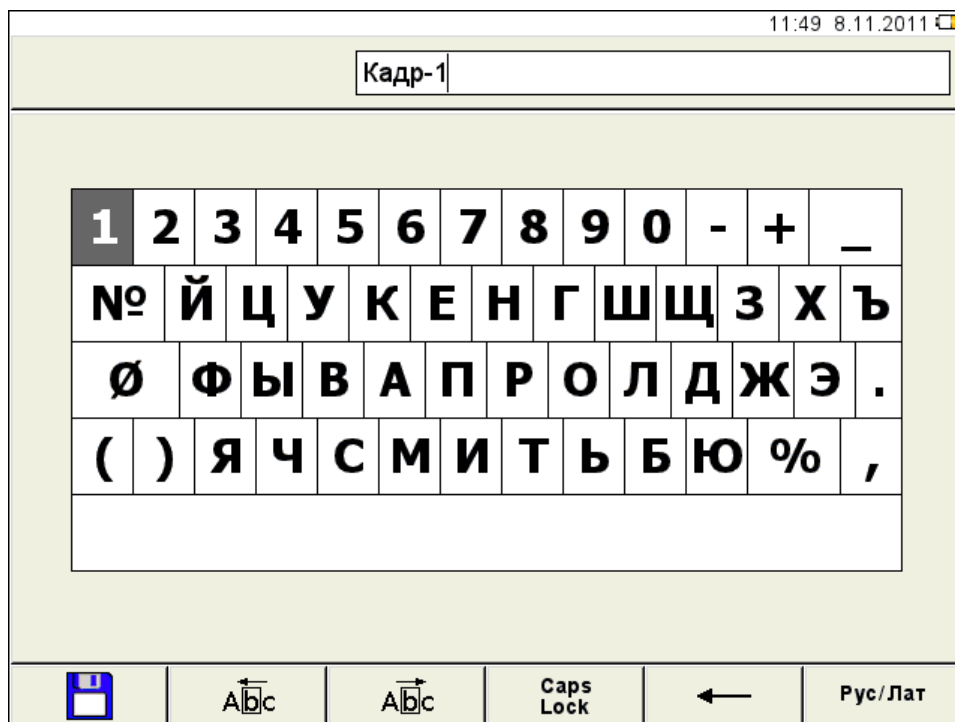 11:49 8.11.2011
Кадр-1
1 2 3 4 5 6 7 8 9 0 - + _
№ Й Ц У К Е Н Г Ш Щ З Х Ъ
Ø Ф Ы В А П Р О Л Д Ж Э .
( ) Я Ч С М И Т Ь Б Ю % ,
Abc Abc Caps Lock Рус/Лат